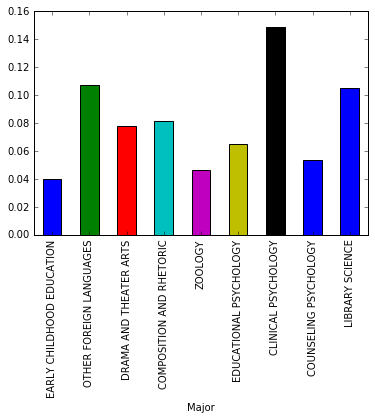 0.16
0.14
0.12
0.10
0.08
0.06
0.04
0.02
0.00
EARLY CHILDHOOD EDUCATION
OTHER FOREIGN LANGUAGES
DRAMA AND THEATER ARTS
COMPOSITION AND RHETORIC
ZOOLOGY
EDUCATIONAL PSYCHOLOGY
CLINICAL PSYCHOLOGY
COUNSELING PSYCHOLOGY
LIBRARY SCIENCE
Major